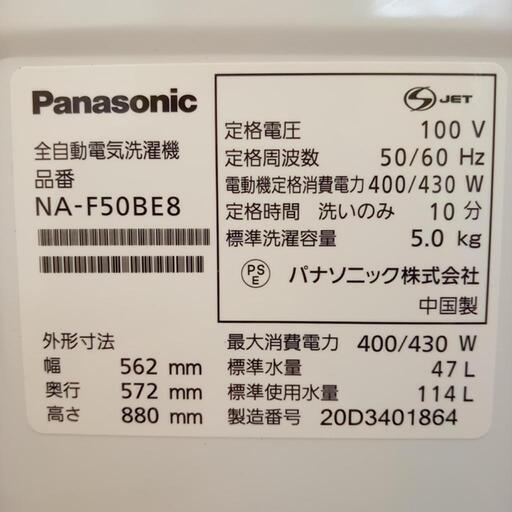 Panasonic
全自動電気洗濯機
品番
NA-F50BE8
S JET
定格電圧 100 V
定格周波数 50/60 Hz
電動機定格消費電力 400/430 W
定格時間 洗いのみ 10 分
標準洗濯容量 5.0 kg
PS E パナソニック株式会社
中国製
外形寸法
幅 562 mm
奥行 572 mm
高さ 880 mm
最大消費電力 400/430 W
標準水量 47 L
標準使用水量 114 L
製造番号 20D3401864